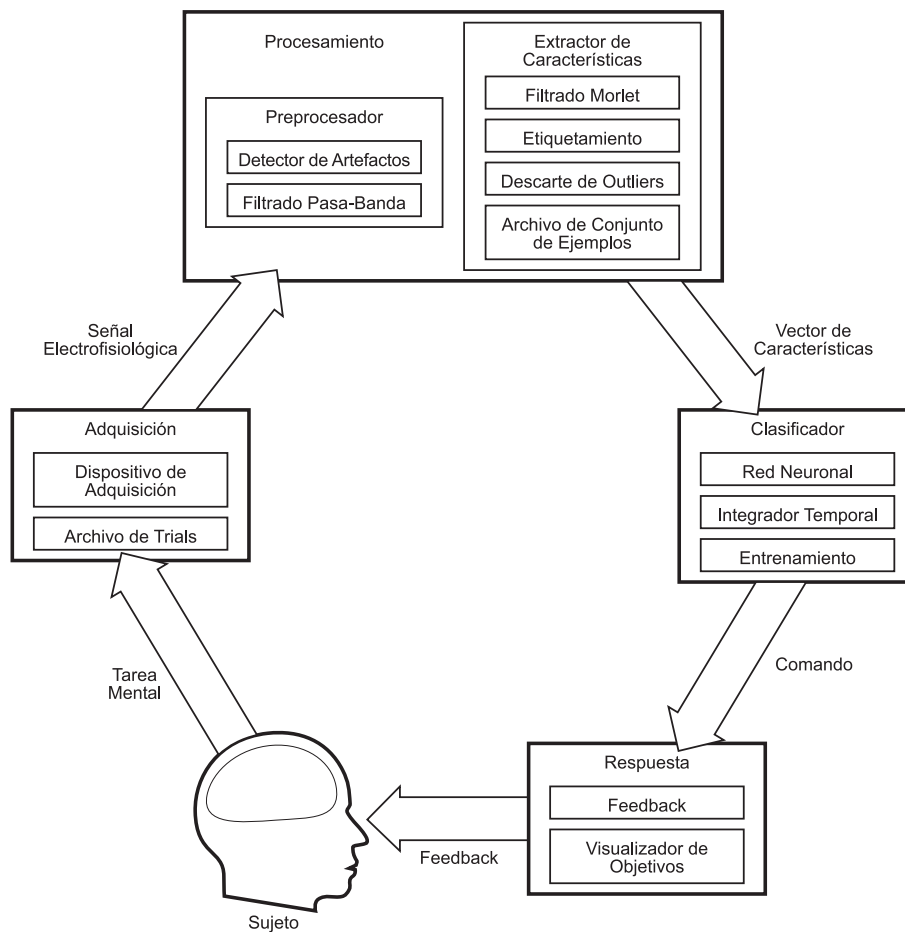 Procesamiento
Preprocesador
Detector de Artefactos
Filtrado Pasa-Banda
Extractor de
Características
Filtrado Morlet
Etiquetamiento
Descarte de Outliers
Archivo de Conjunto
de Ejemplos
Señal
Electrofisiológica
Vector de
Características
Adquisición
Dispositivo de
Adquisición
Archivo de Trials
Clasificador
Red Neuronal
Integrador Temporal
Entrenamiento
Tarea
Mental
Comando
Respuesta
Feedback
Visualizador de
Objetivos
Feedback
Sujeto